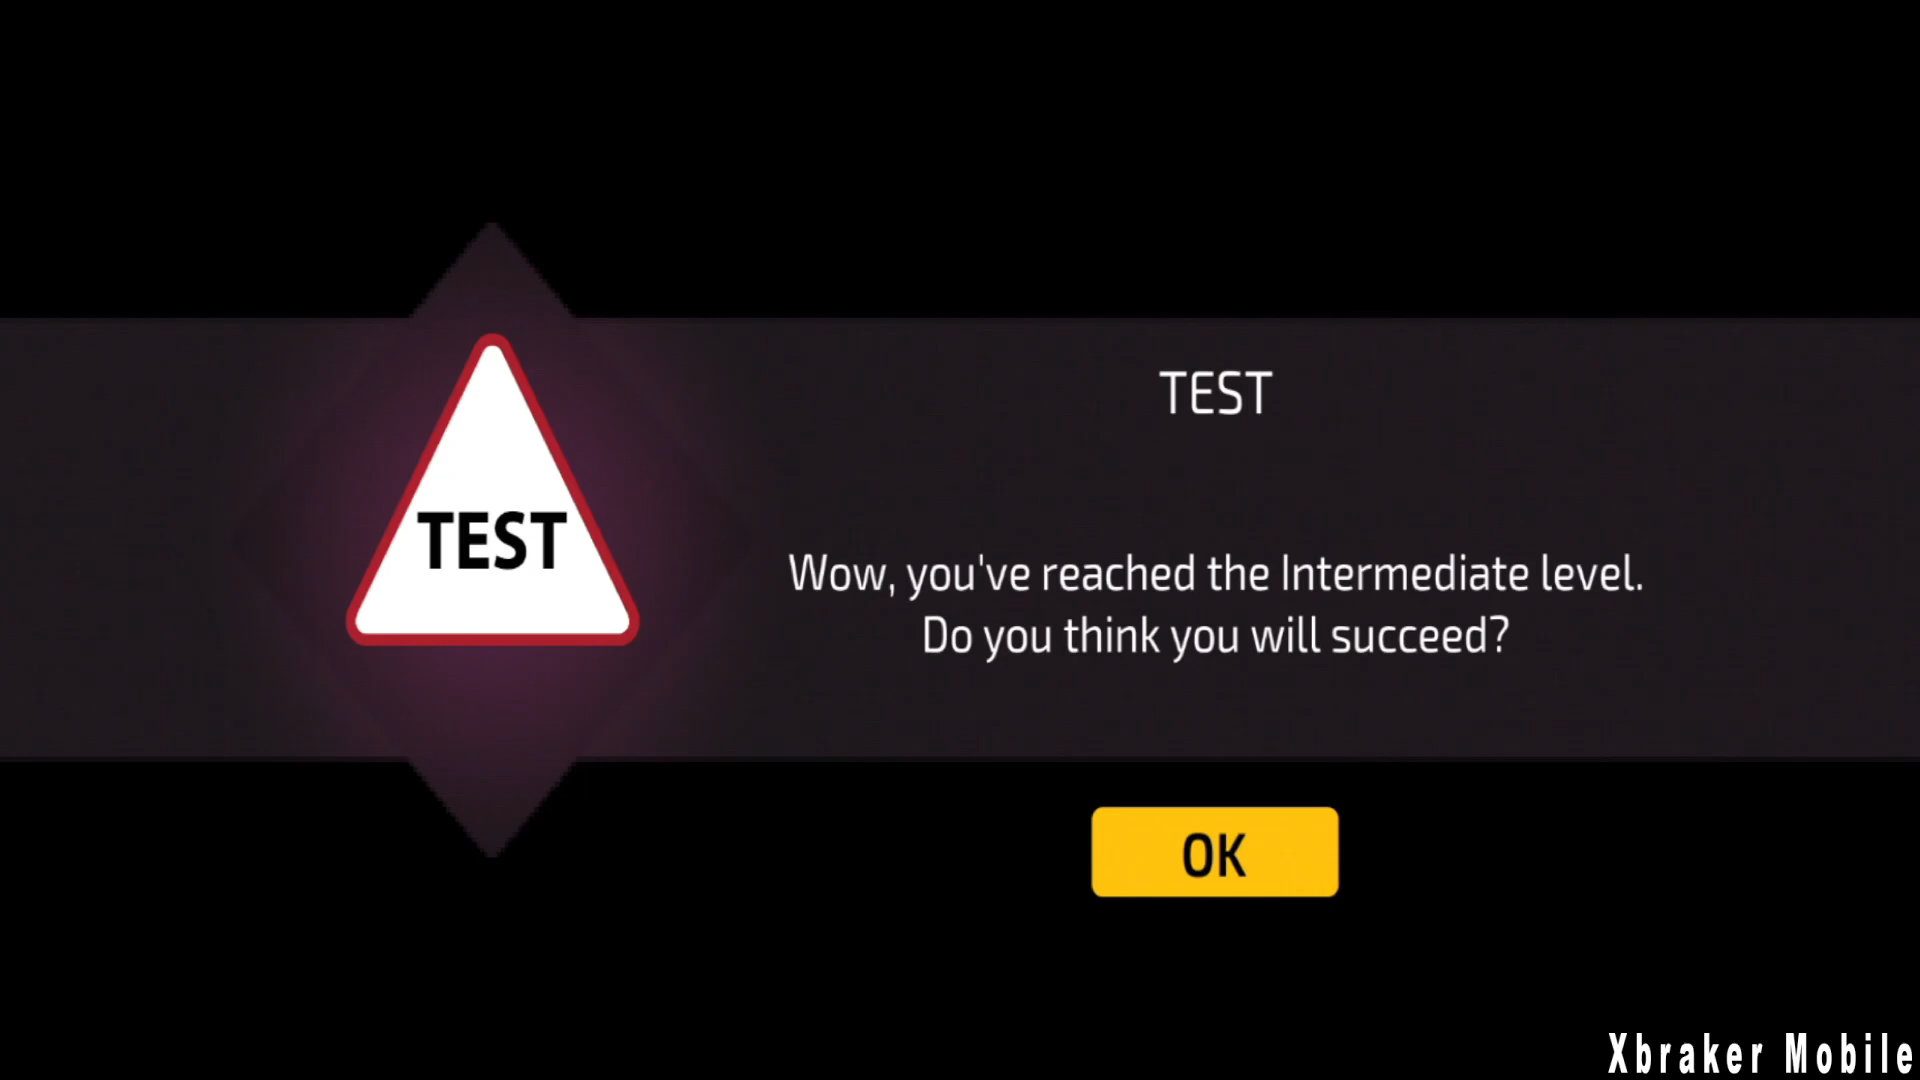 TEST
TEST
Wow, you've reached the Intermediate level.
Do you think you will succeed?
OK
Xbraker Mobile